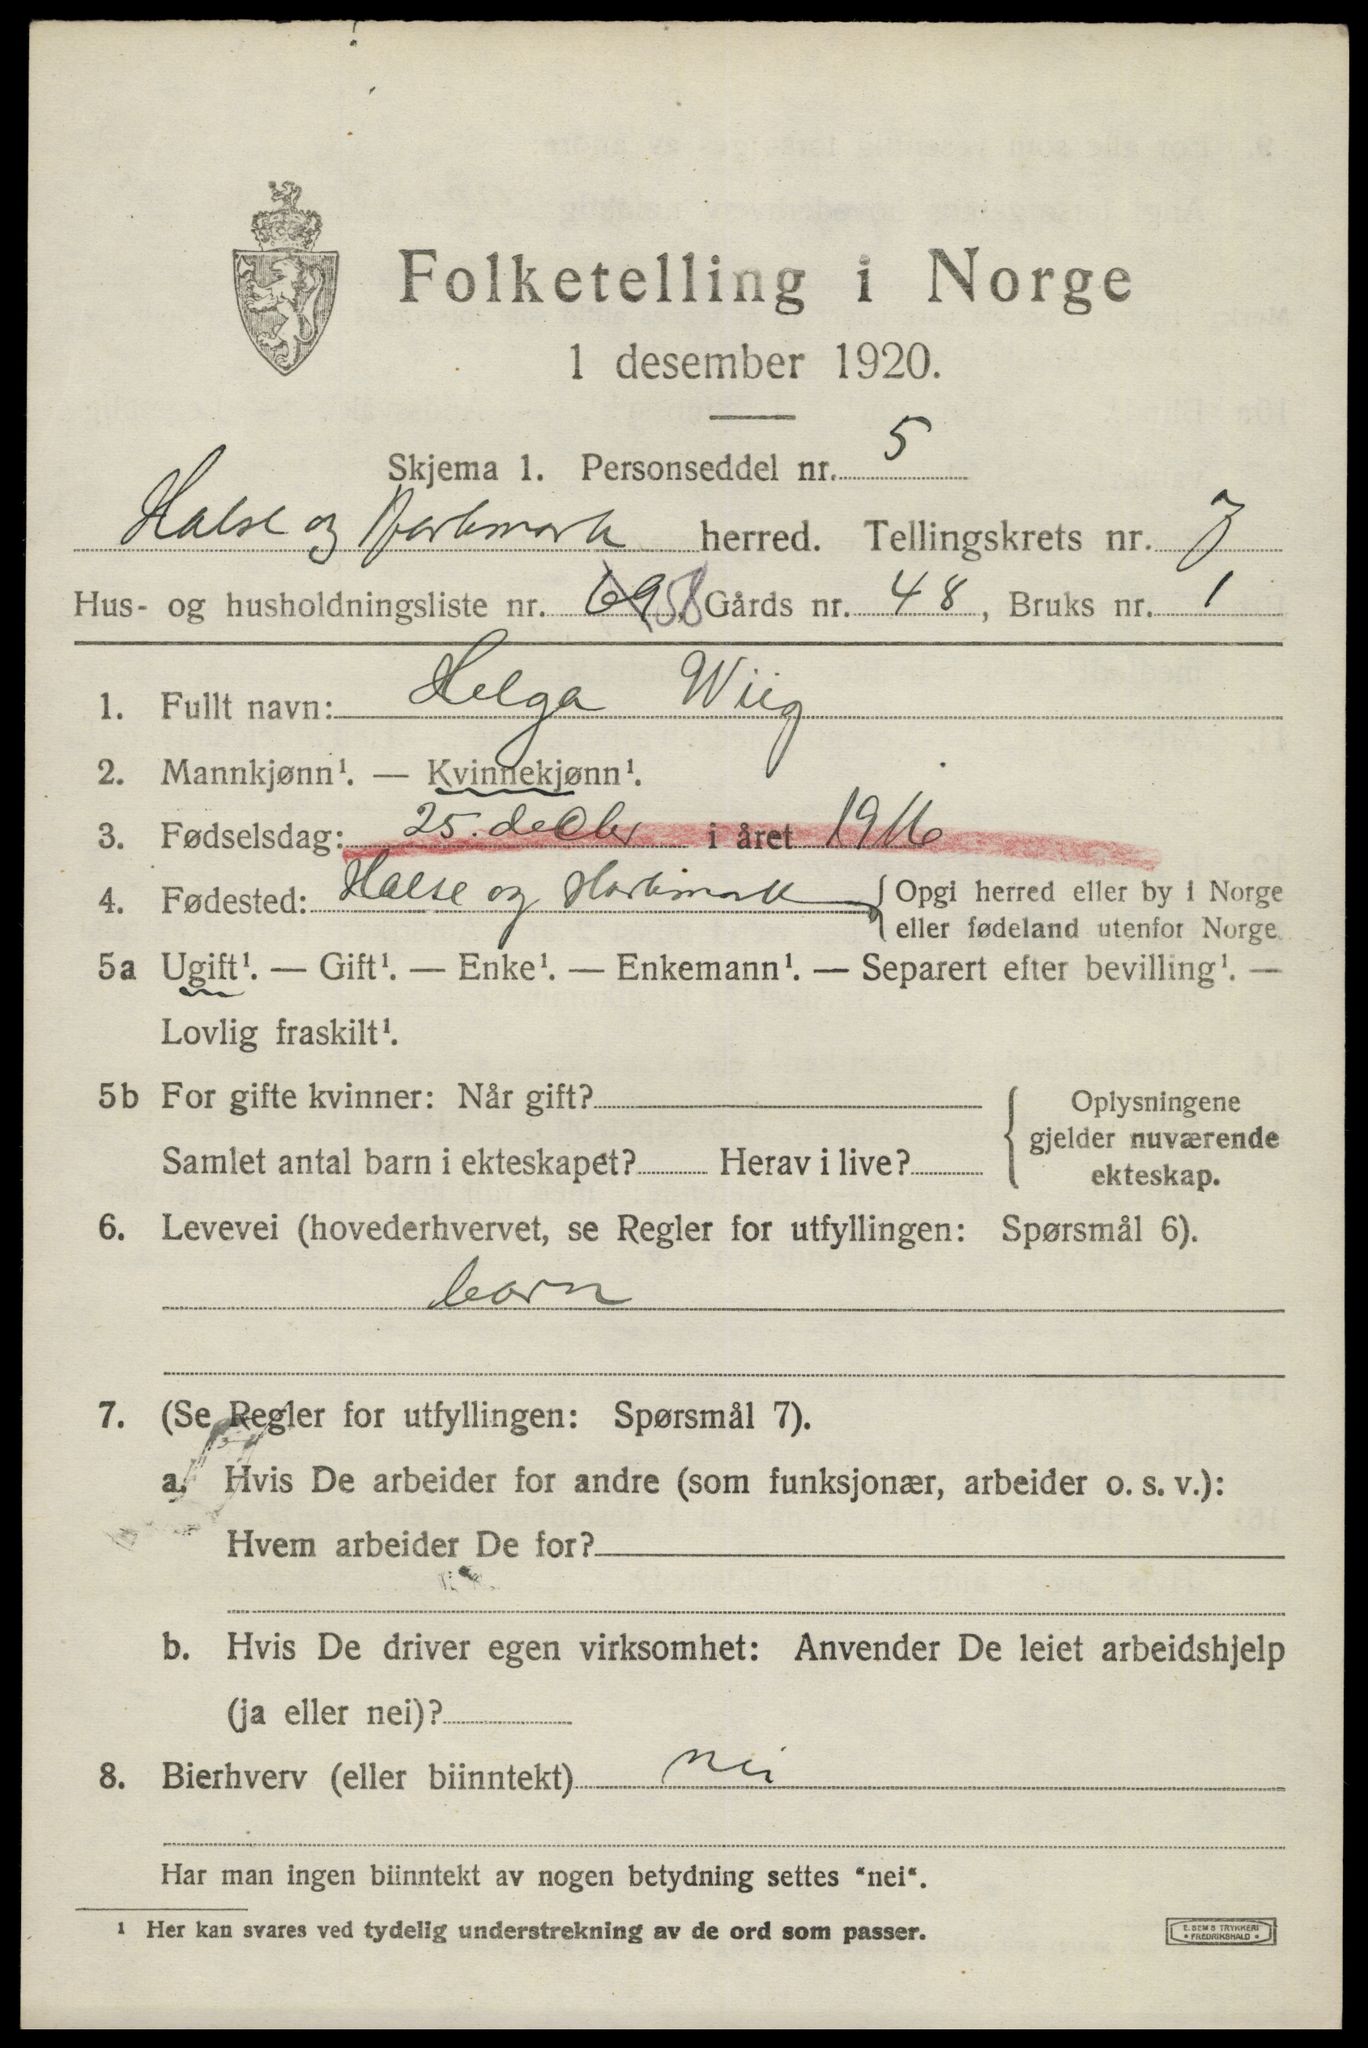 Folketelling i Norge
1 desember 1920.
Skjema 1. Personseddel nr. 5
Halse og Harkmark herred. Tellingskrets nr. 7
Hus- og husholdningsliste nr. 69 58 Gårds nr. 48, Bruks nr. 1
1. Fullt navn: Helga Wiig
2. Mannkjønn¹. — Kvinnekjønn¹.
3. Fødselsdag: 25. decbr i året 1916
4. Fødested: Halse og Harkmark { Opgi herred eller by i Norge
eller fødeland utenfor Norge
5a Ugift¹. — Gift¹. — Enke¹. — Enkemann¹. — Separert efter bevilling¹. —
Lovlig fraskilt¹.
5b For gifte kvinner: Når gift?
Samlet antal barn i ekteskapet? Herav i live?
{ Oplysningene
gjelder nuværende
ekteskap.
6. Levevei (hovederhvervet, se Regler for utfyllingen: Spørsmål 6).
barn
7. (Se Regler for utfyllingen: Spørsmål 7).
a. Hvis De arbeider for andre (som funksjonær, arbeider o. s. v.):
Hvem arbeider De for?
b. Hvis De driver egen virksomhet: Anvender De leiet arbeidshjelp
(ja eller nei)?
8. Bierhverv (eller biinntekt) nei
Har man ingen biinntekt av nogen betydning settes "nei".
¹ Her kan svares ved tydelig understrekning av de ord som passer.
E. SEM'S TRYKKERI
• FREDRIKSHALD •